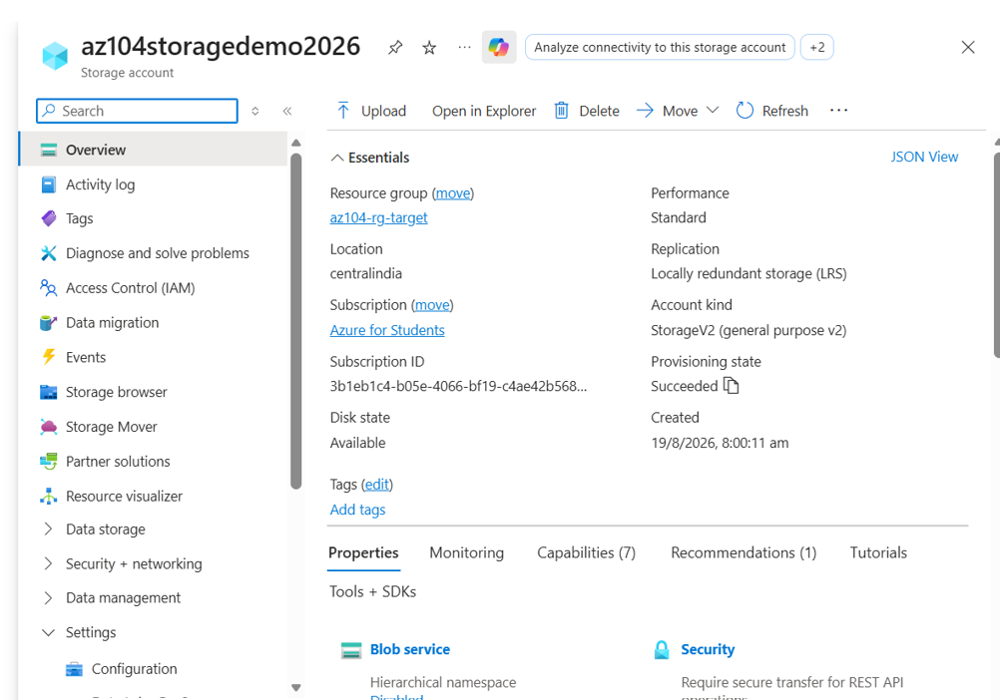 az104storagedemo2026
Storage account
Analyze connectivity to this storage account
+2
Search
Overview
Activity log
Tags
Diagnose and solve problems
Access Control (IAM)
Data migration
Events
Storage browser
Storage Mover
Partner solutions
Resource visualizer
Data storage
Security + networking
Data management
Settings
Configuration
Upload Open in Explorer Delete Move Refresh
Essentials
JSON View
Resource group (move)
az104-rg-target
Location
centralindia
Subscription (move)
Azure for Students
Subscription ID
3b1eb1c4-b05e-4066-bf19-c4ae42b568...
Disk state
Available
Performance
Standard
Replication
Locally redundant storage (LRS)
Account kind
StorageV2 (general purpose v2)
Provisioning state
Succeeded
Created
19/8/2026, 8:00:11 am
Tags (edit)
Add tags
Properties Monitoring Capabilities (7) Recommendations (1) Tutorials
Tools + SDKs
Blob service
Hierarchical namespace
Disabled
Security
Require secure transfer for REST API
operations